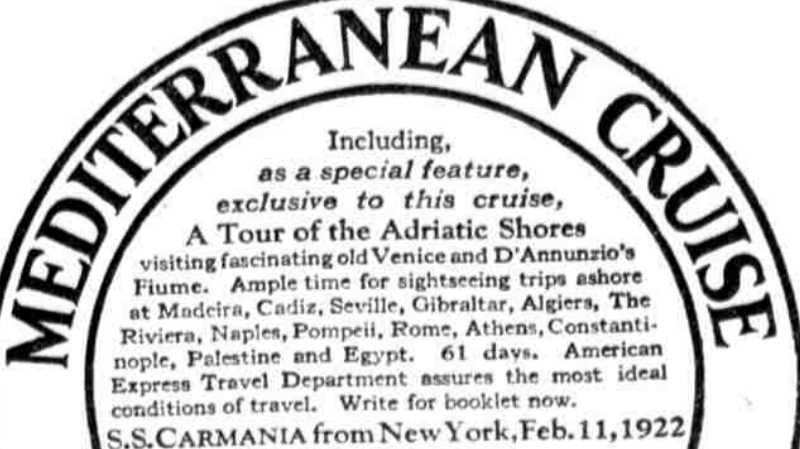 MEDITERRANEAN CRUISE
Including,
as a special feature,
exclusive to this cruise,
A Tour of the Adriatic Shores
visiting fascinating old Venice and D'Annunzio's
Fiume. Ample time for sightseeing trips ashore
at Madeira, Cadiz, Seville, Gibraltar, Algiers, The
Riviera, Naples, Pompeii, Rome, Athens, Constanti-
nople, Palestine and Egypt. 61 days. American
Express Travel Department assures the most ideal
conditions of travel. Write for booklet now.
S.S. CARMANIA from New York, Feb. 11, 1922